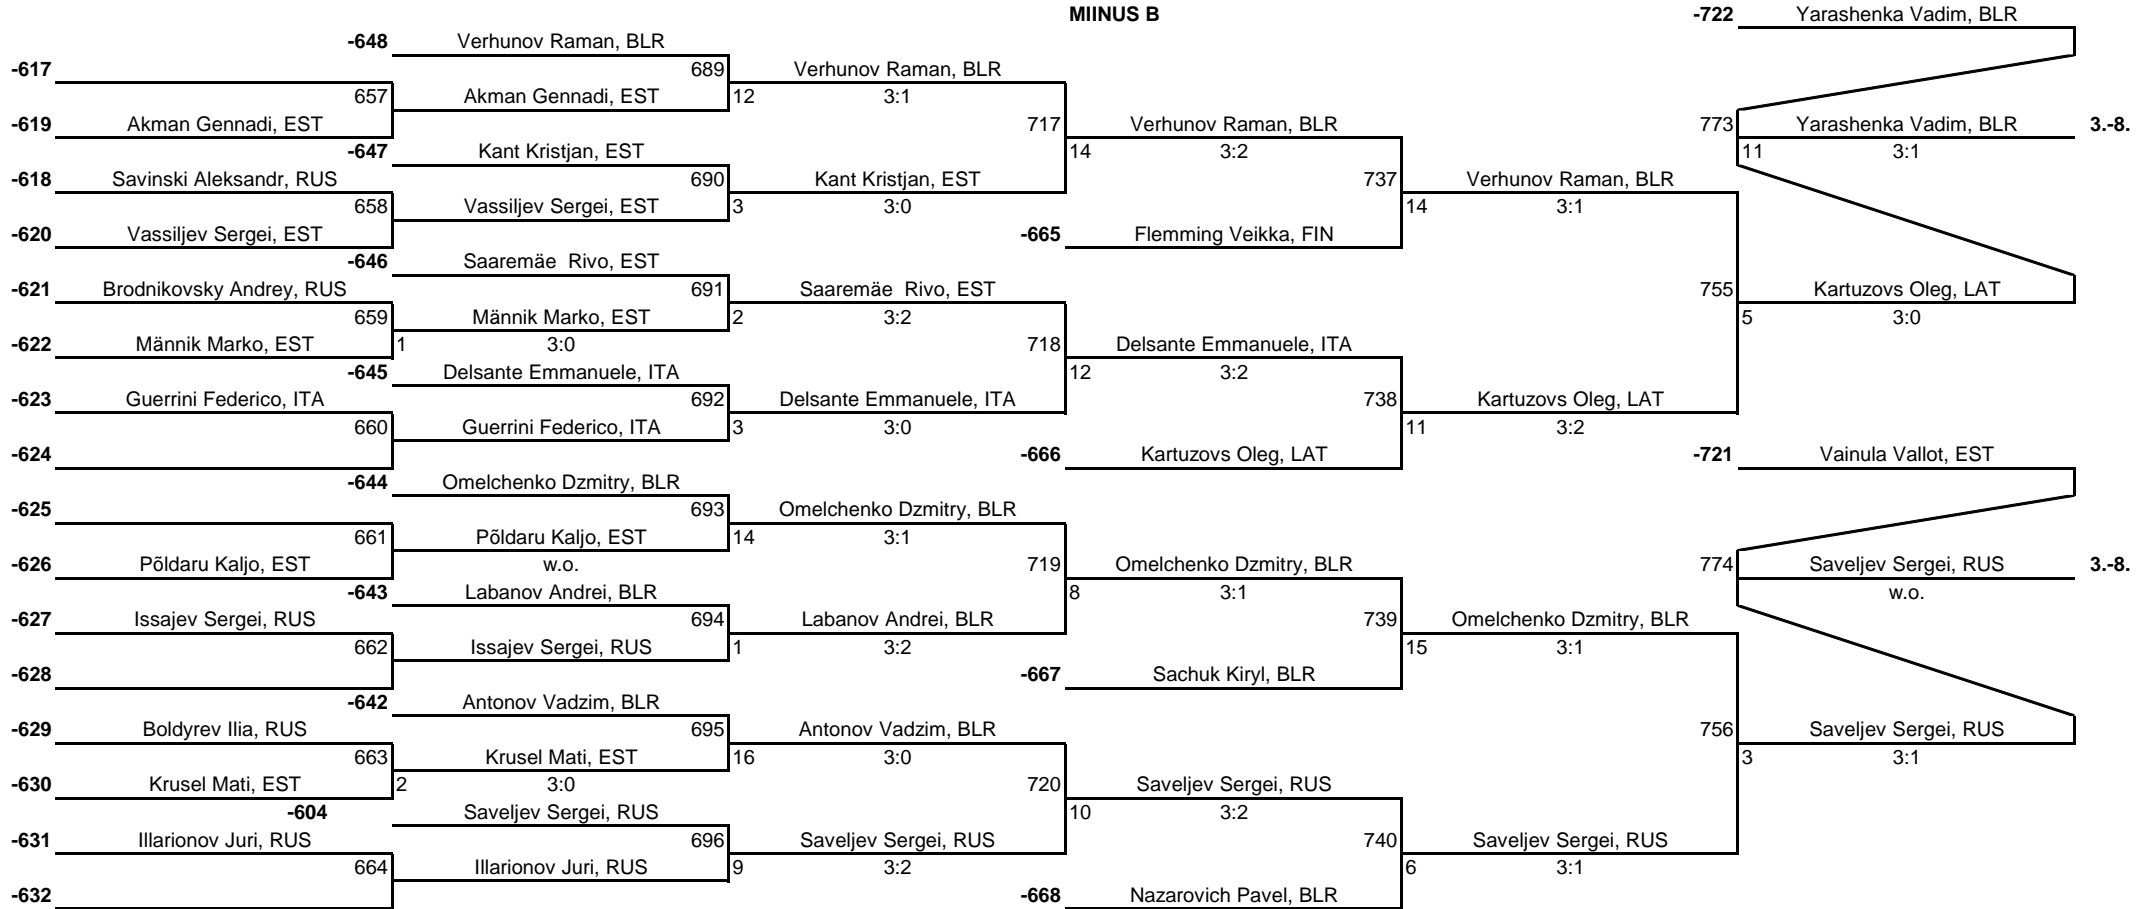 MIINUS B
-722 Yarashenka Vadim, BLR
-648 Verhunov Raman, BLR
-617 689 Verhunov Raman, BLR
657 Akman Gennadi, EST 12 3:1
-619 Akman Gennadi, EST 717 Verhunov Raman, BLR 773 Yarashenka Vadim, BLR 3.-8.
-647 Kant Kristjan, EST 14 3:2 11 3:1
-618 Savinski Aleksandr, RUS 690 Kant Kristjan, EST 737 Verhunov Raman, BLR
658 Vassiljev Sergei, EST 3 3:0 14 3:1
-620 Vassiljev Sergei, EST -665 Flemming Veikka, FIN
-646 Saaremäe Rivo, EST
-621 Brodnikovsky Andrey, RUS 691 Saaremäe Rivo, EST 755 Kartuzovs Oleg, LAT
659 Männik Marko, EST 2 3:2 5 3:0
-622 Männik Marko, EST 1 3:0 718 Delsante Emmanuele, ITA
-645 Delsante Emmanuele, ITA 12 3:2
-623 Guerrini Federico, ITA 692 Delsante Emmanuele, ITA 738 Kartuzovs Oleg, LAT
660 Guerrini Federico, ITA 3 3:0 11 3:2
-624 -666 Kartuzovs Oleg, LAT -721 Vainula Vallot, EST
-644 Omelchenko Dzmitry, BLR
-625 693 Omelchenko Dzmitry, BLR
661 Põldaru Kaljo, EST 14 3:1
-626 Põldaru Kaljo, EST w.o. 719 Omelchenko Dzmitry, BLR 774 Saveljev Sergei, RUS 3.-8.
-643 Labanov Andrei, BLR 8 3:1 w.o.
-627 Issajev Sergei, RUS 694 Labanov Andrei, BLR 739 Omelchenko Dzmitry, BLR
662 Issajev Sergei, RUS 1 3:2 15 3:1
-628 -667 Sachuk Kiryl, BLR
-642 Antonov Vadzim, BLR
-629 Boldyrev Ilia, RUS 695 Antonov Vadzim, BLR 756 Saveljev Sergei, RUS
663 Krusel Mati, EST 16 3:0 3 3:1
-630 Krusel Mati, EST 2 3:0 720 Saveljev Sergei, RUS
-604 Saveljev Sergei, RUS 10 3:2
-631 Illarionov Juri, RUS 696 Saveljev Sergei, RUS 740 Saveljev Sergei, RUS
664 Illarionov Juri, RUS 9 3:2 6 3:1
-632 -668 Nazarovich Pavel, BLR